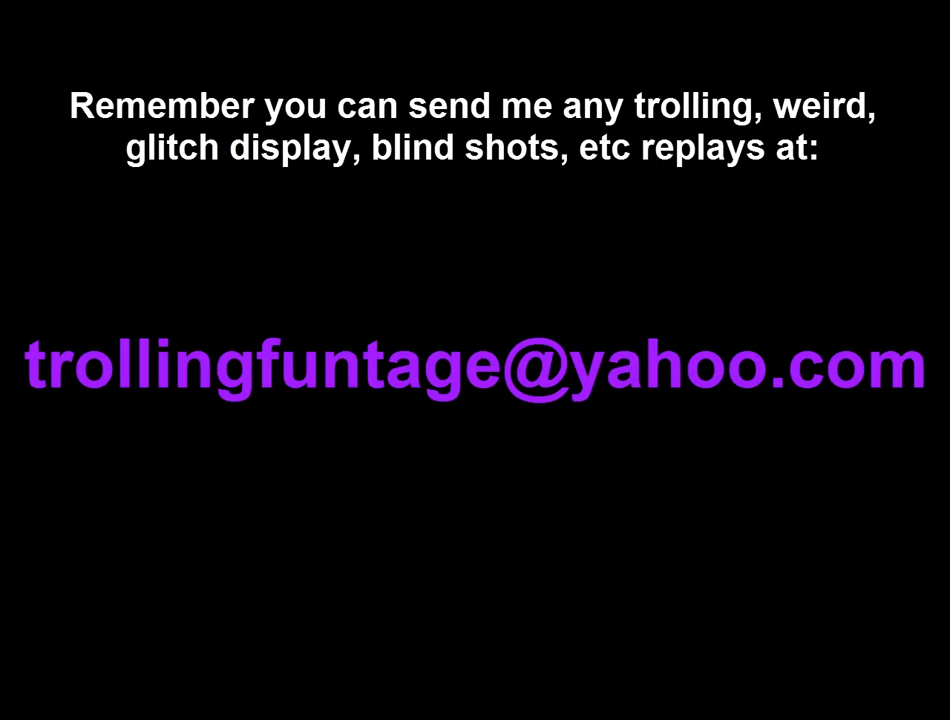 Remember you can send me any trolling, weird,
glitch display, blind shots, etc replays at:
trollingfuntage@yahoo.com